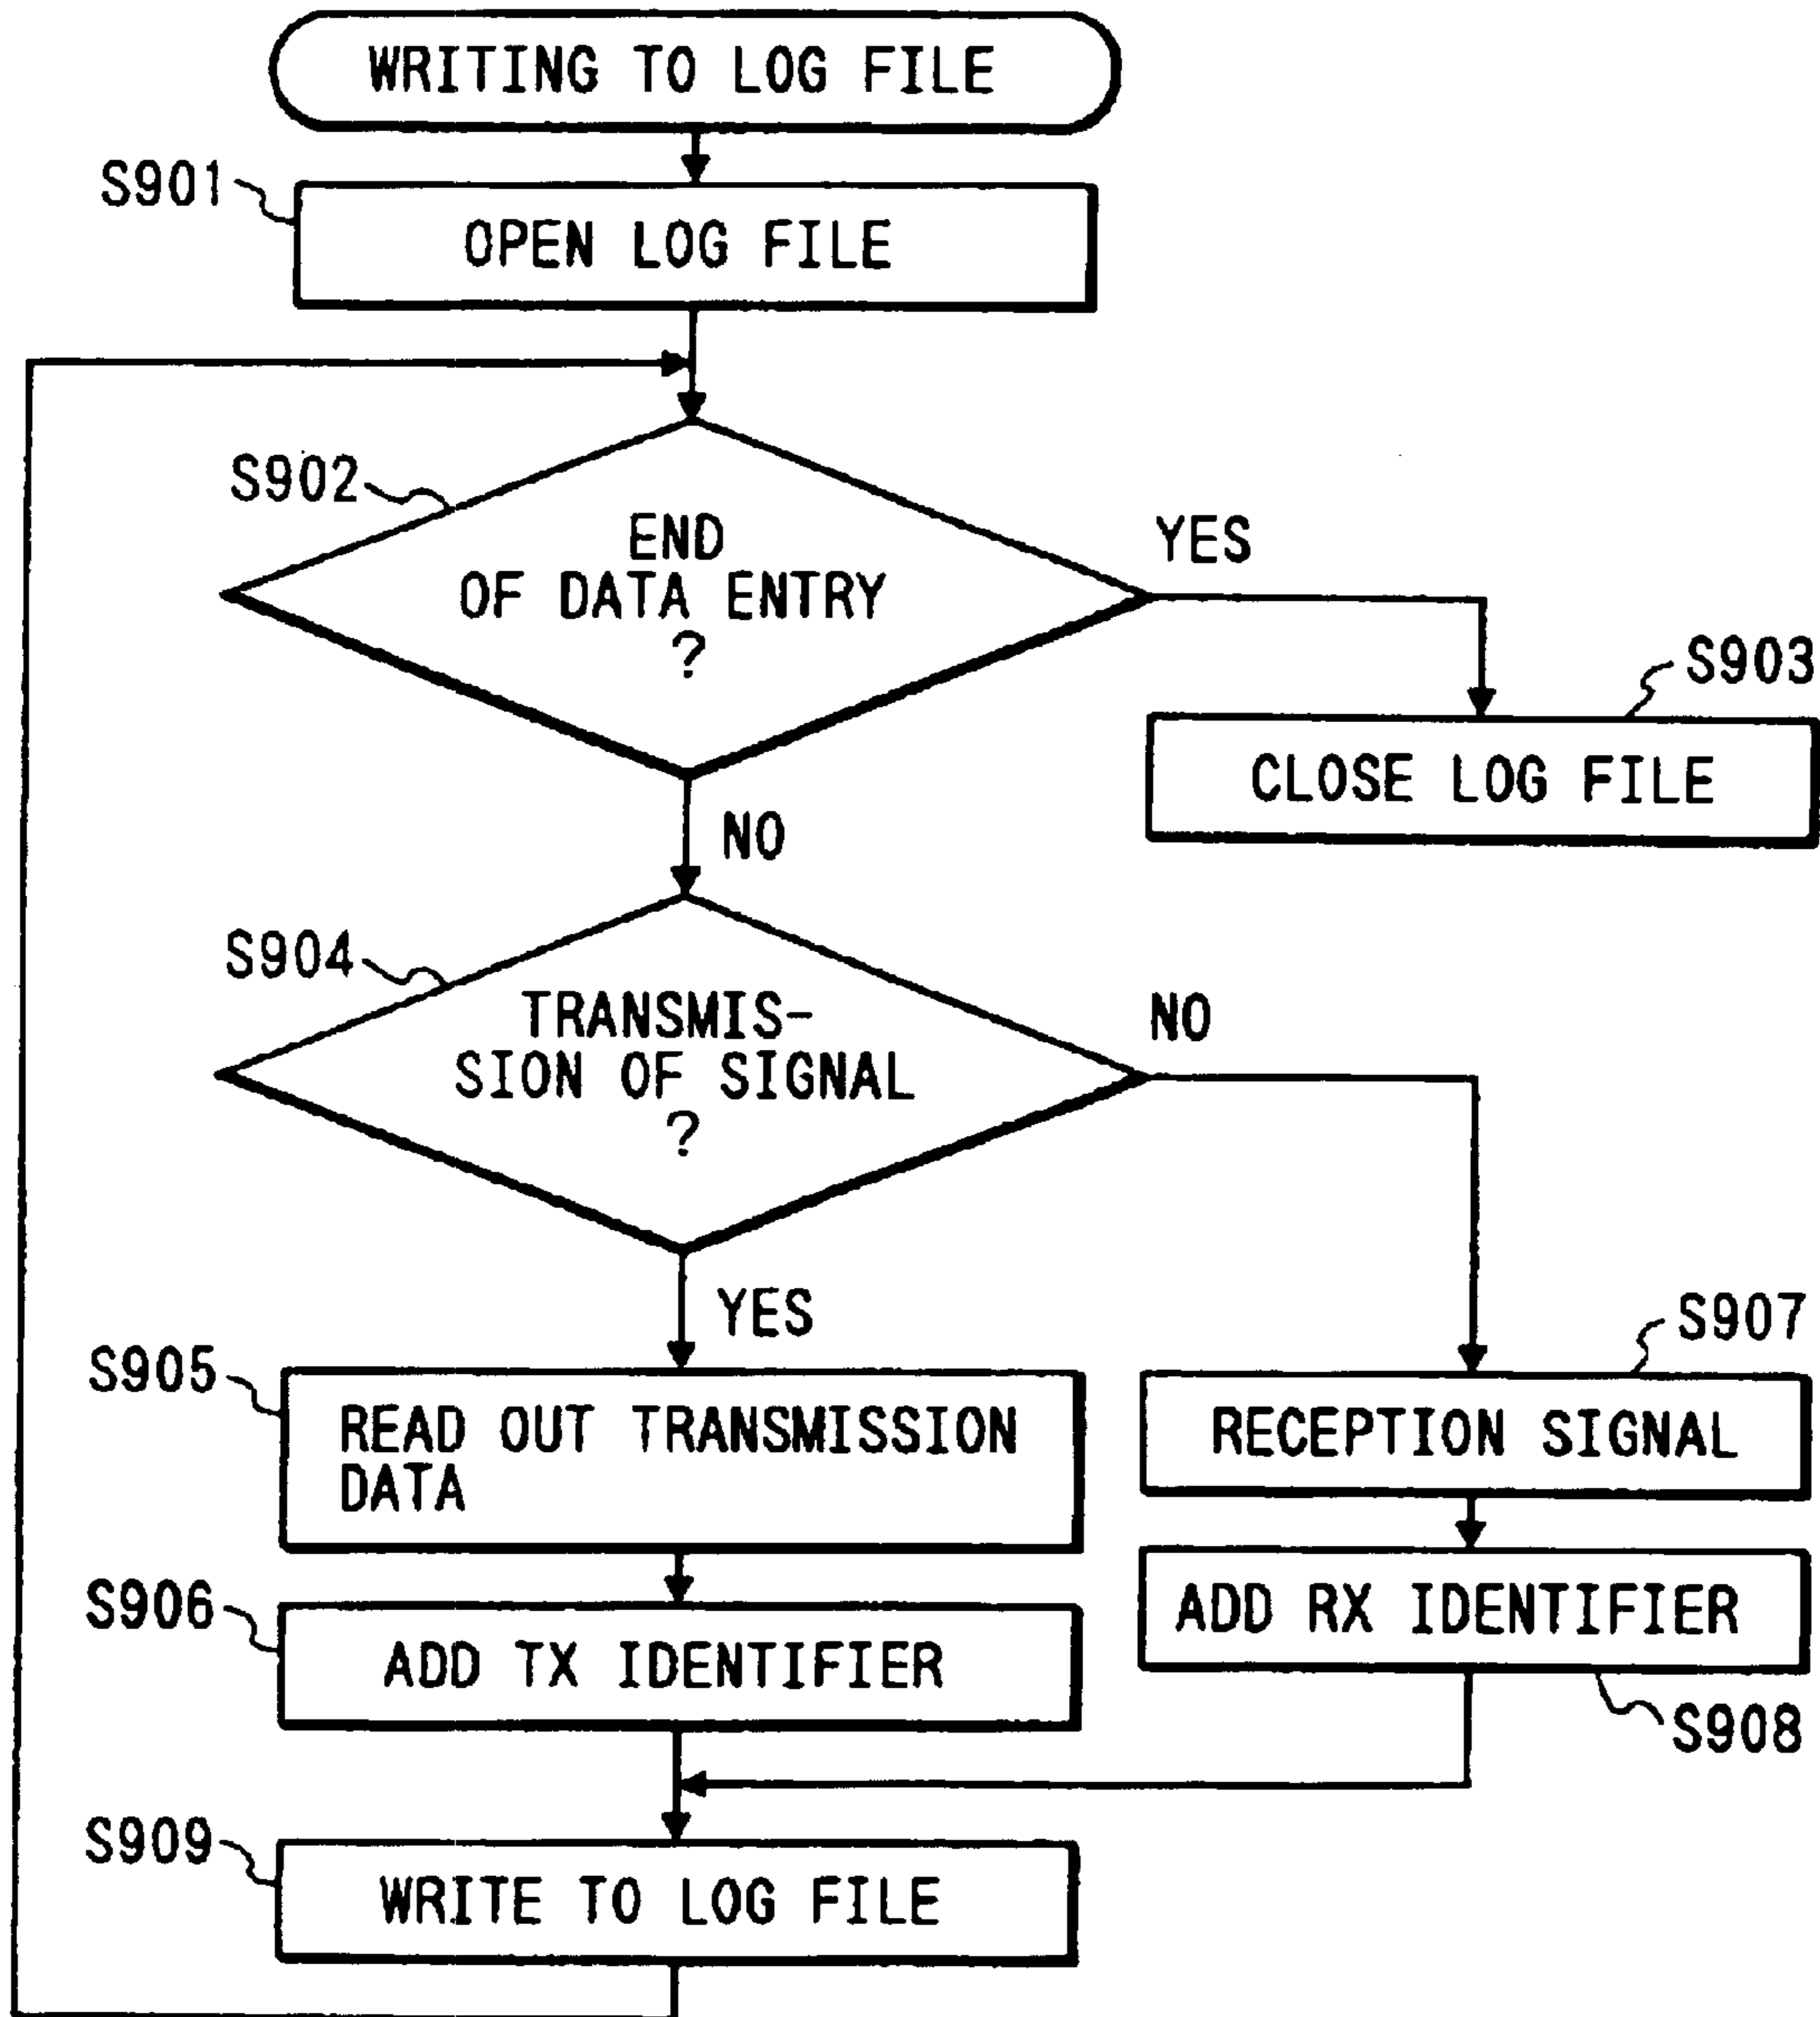 WRITING TO LOG FILE
S901
OPEN LOG FILE
S902
END
OF DATA ENTRY
?
YES
S903
CLOSE LOG FILE
NO
S904
TRANSMIS-
SION OF SIGNAL
?
NO
YES
S905
READ OUT TRANSMISSION
DATA
S907
RECEPTION SIGNAL
S906
ADD TX IDENTIFIER
ADD RX IDENTIFIER
S908
S909
WRITE TO LOG FILE